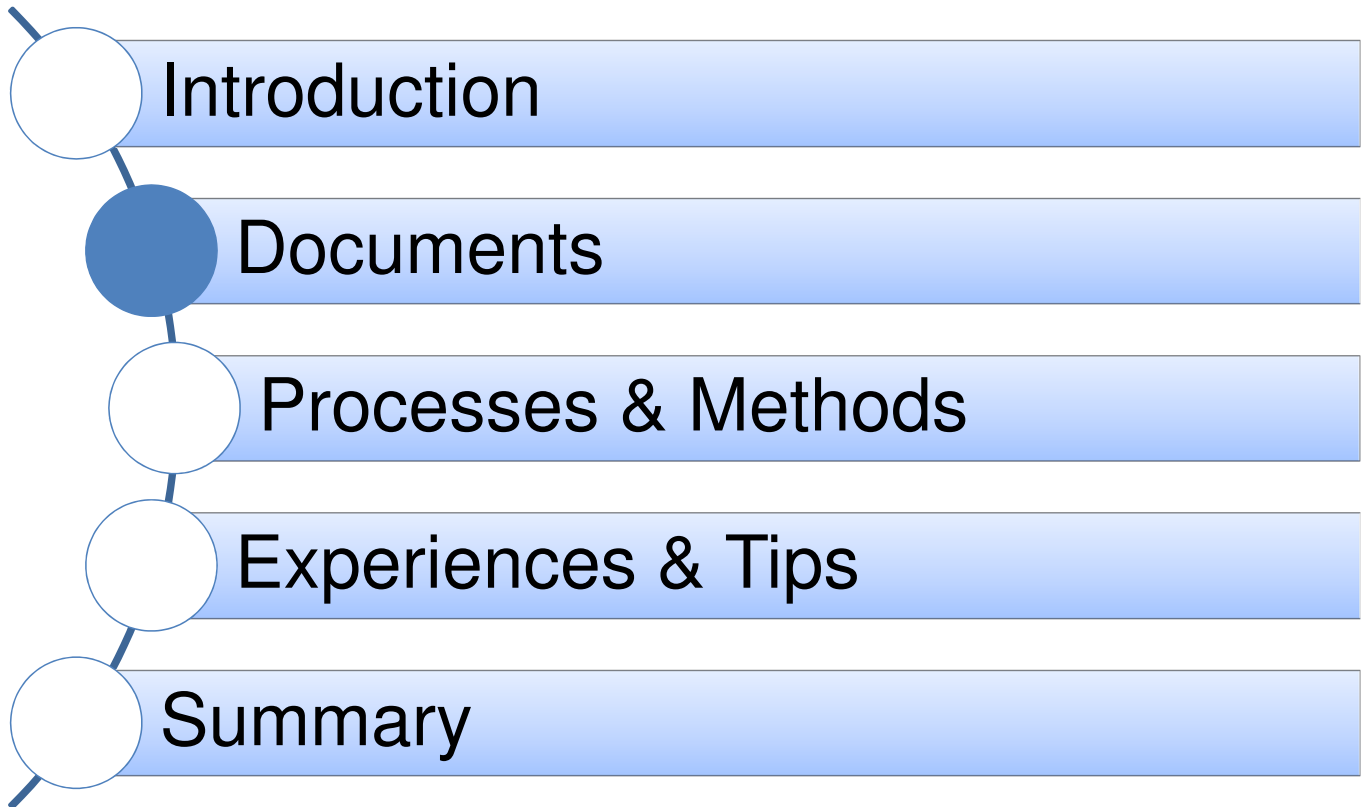 Introduction
Documents
Processes & Methods
Experiences & Tips
Summary